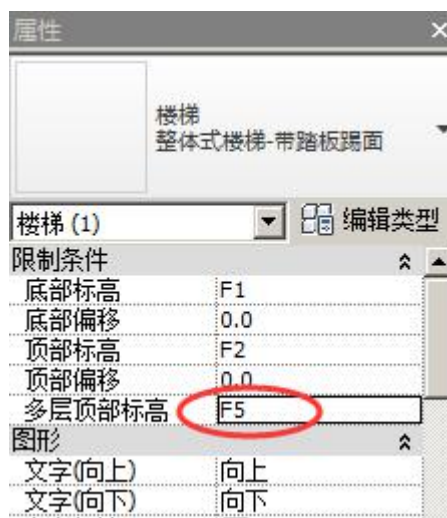 属性
楼梯
整体式楼梯-带踏板踢面
楼梯 (1)
编辑类型
限制条件
底部标高 F1
底部偏移 0.0
顶部标高 F2
顶部偏移 0.0
多层顶部标高 F5
图形
文字(向上) 向上
文字(向下) 向下